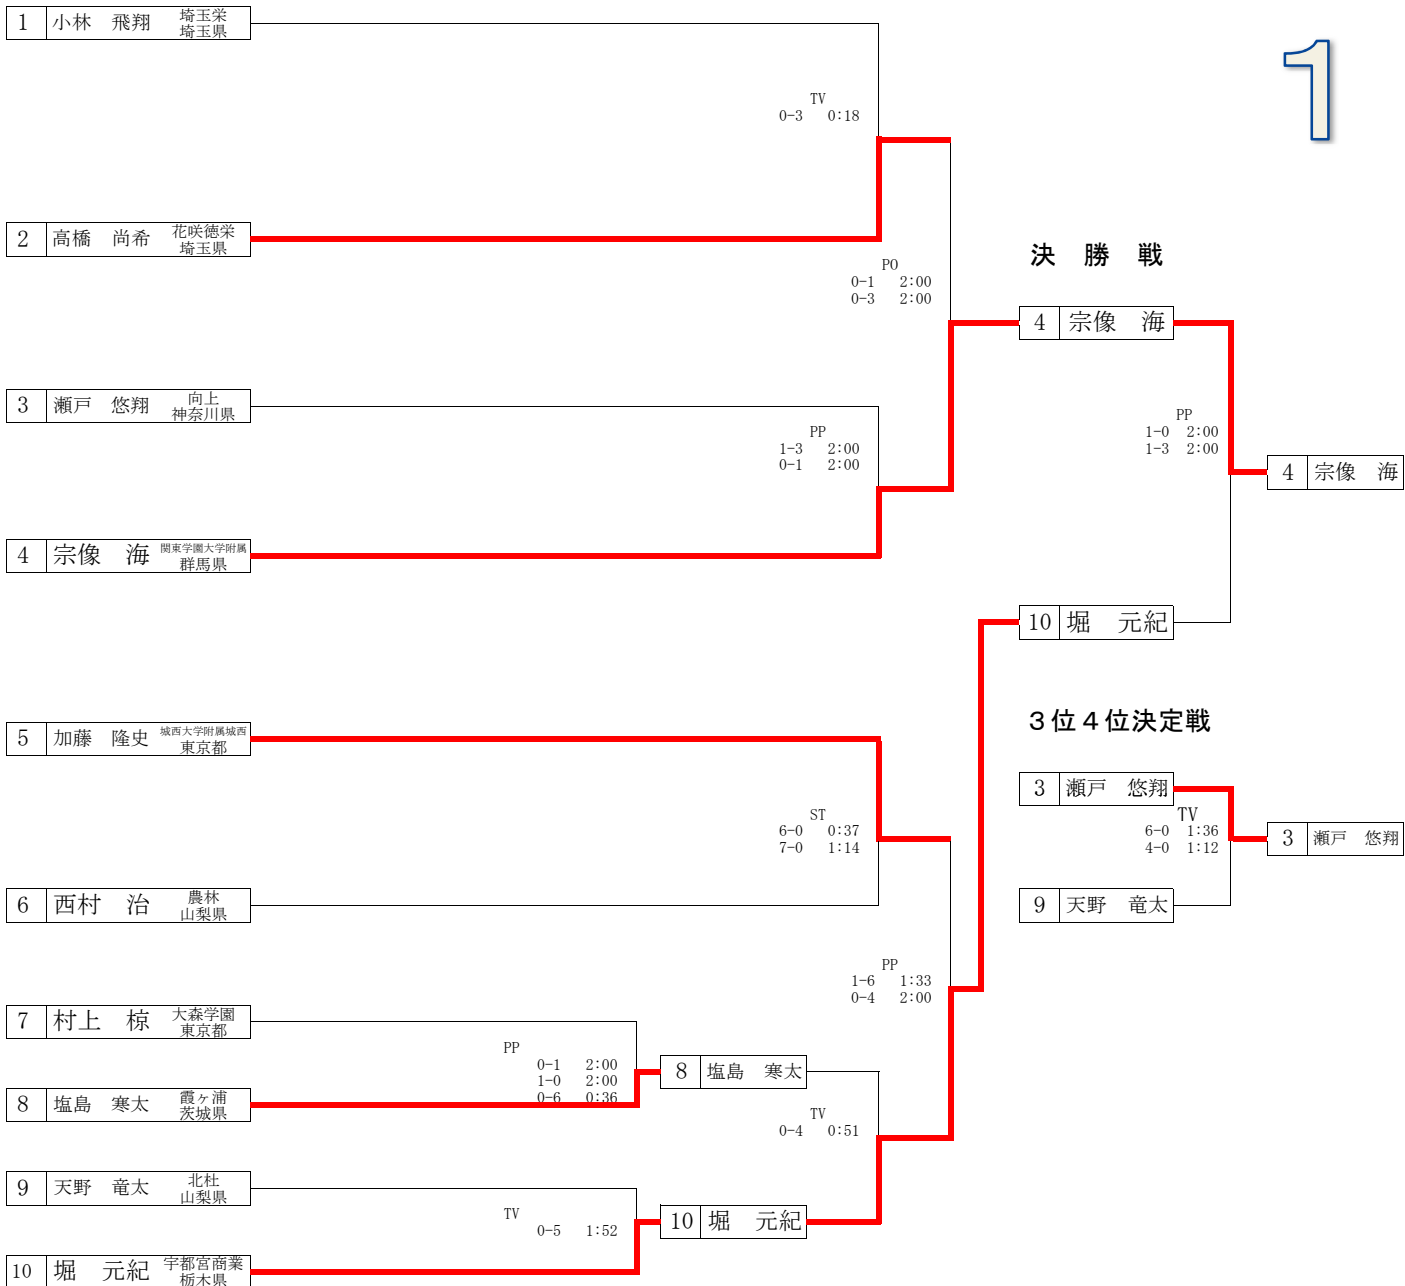 1 小林　飛翔 埼玉栄
埼玉県
1
TV
0-3 0:18
2 高橋　尚希 花咲徳栄
埼玉県
決　勝　戦
PO
0-1 2:00
0-3 2:00
4 宗像　海
3 瀬戸　悠翔 向上
神奈川県
PP
1-3 2:00
0-1 2:00
PP
1-0 2:00
1-3 2:00
4 宗像　海
4 宗像　海 関東学園大学附属
群馬県
10 堀　元紀
5 加藤　隆史 城西大学附属城西
東京都
３位４位決定戦
3 瀬戸　悠翔
ST
6-0 0:37
7-0 1:14
TV
6-0 1:36
4-0 1:12
3 瀬戸　悠翔
6 西村　治 農林
山梨県
9 天野　竜太
PP
1-6 1:33
0-4 2:00
7 村上　椋 大森学園
東京都
PP
0-1 2:00
1-0 2:00
0-6 0:36
8 塩島　寒太
8 塩島　寒太 霞ヶ浦
茨城県
TV
0-4 0:51
9 天野　竜太 北杜
山梨県
TV
0-5 1:52
10 堀　元紀
10 堀　元紀 宇都宮商業
栃木県